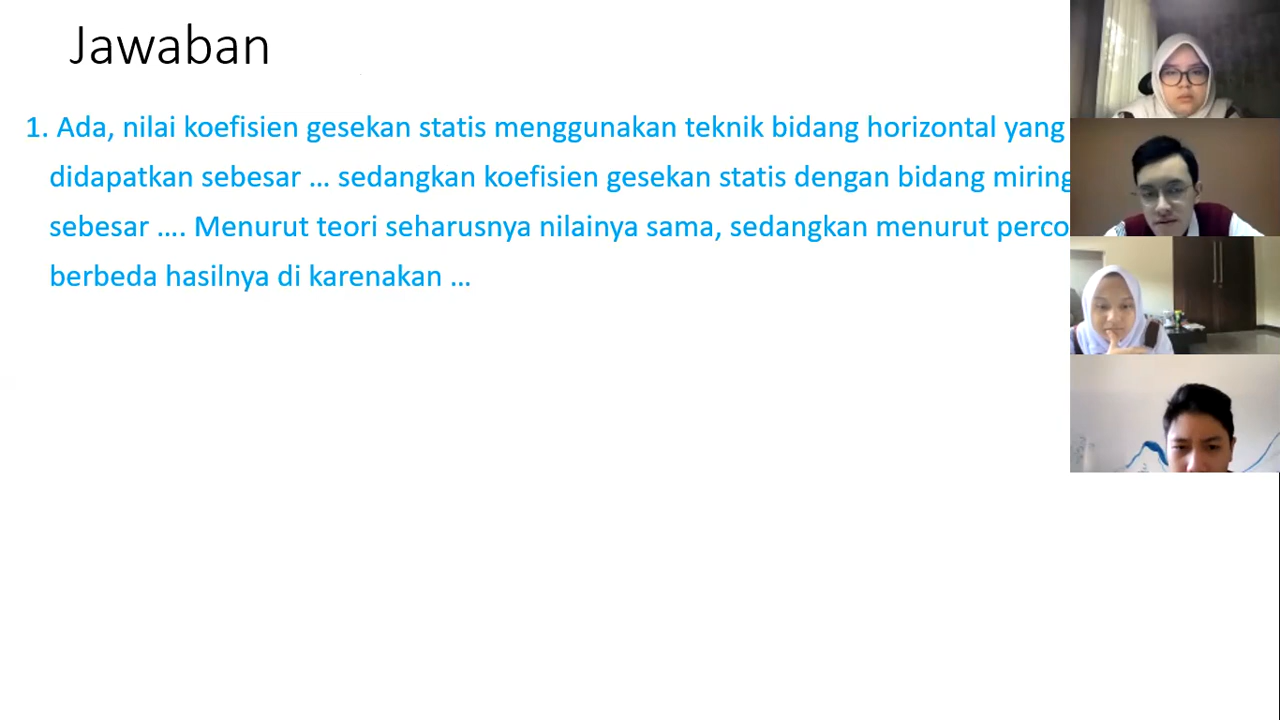 Jawaban
1. Ada, nilai koefisien gesekan statis menggunakan teknik bidang horizontal yang
didapatkan sebesar ... sedangkan koefisien gesekan statis dengan bidang miring
sebesar .... Menurut teori seharusnya nilainya sama, sedangkan menurut perco
berbeda hasilnya di karenakan ...